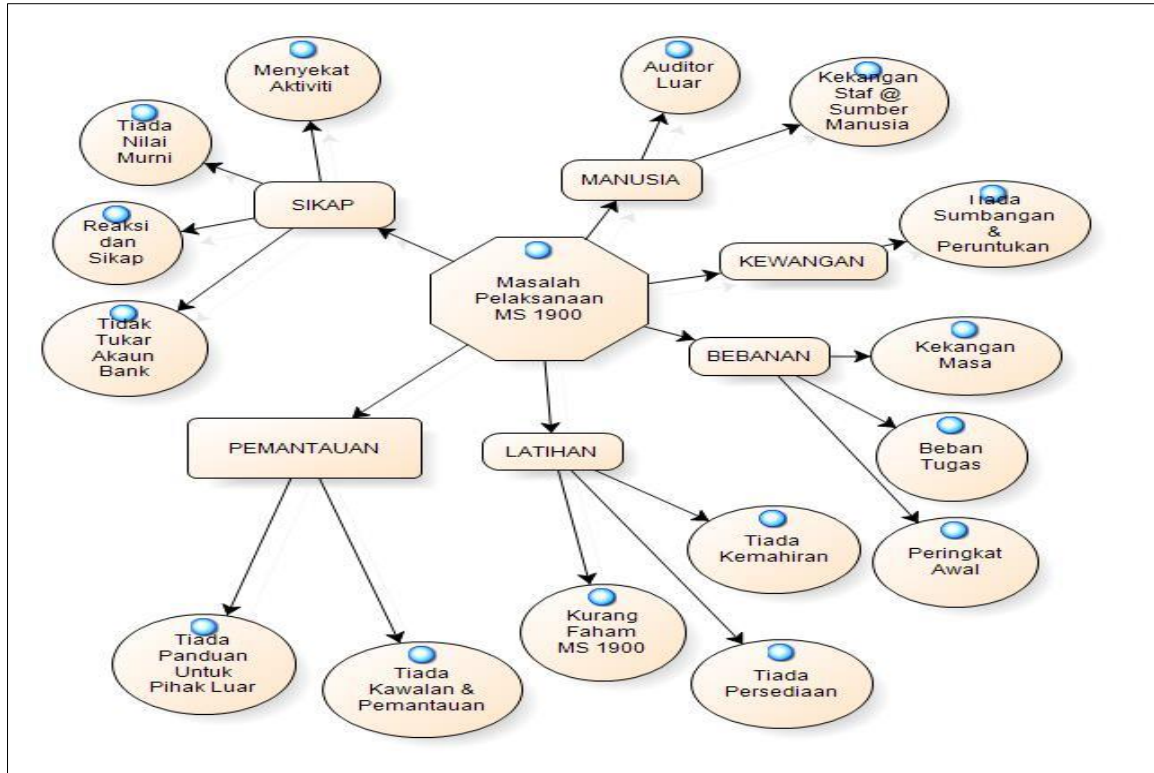 Menyekat
Aktiviti
Tiada
Nilai
Murni
Reaksi
dan
Sikap
Tidak
Tukar
Akaun
Bank
SIKAP
Auditor
Luar
Kekangan
Staf @
Sumber
Manusia
MANUSIA
Tiada
Sumbangan
&
Peruntukan
KEWANGAN
Masalah
Pelaksanaan
MS 1900
BEBANAN
Kekangan
Masa
Beban
Tugas
Peringkat
Awal
PEMANTAUAN
LATIHAN
Tiada
Kemahiran
Kurang
Faham
MS 1900
Tiada
Persediaan
Tiada
Panduan
Untuk
Pihak Luar
Tiada
Kawalan &
Pemantauan